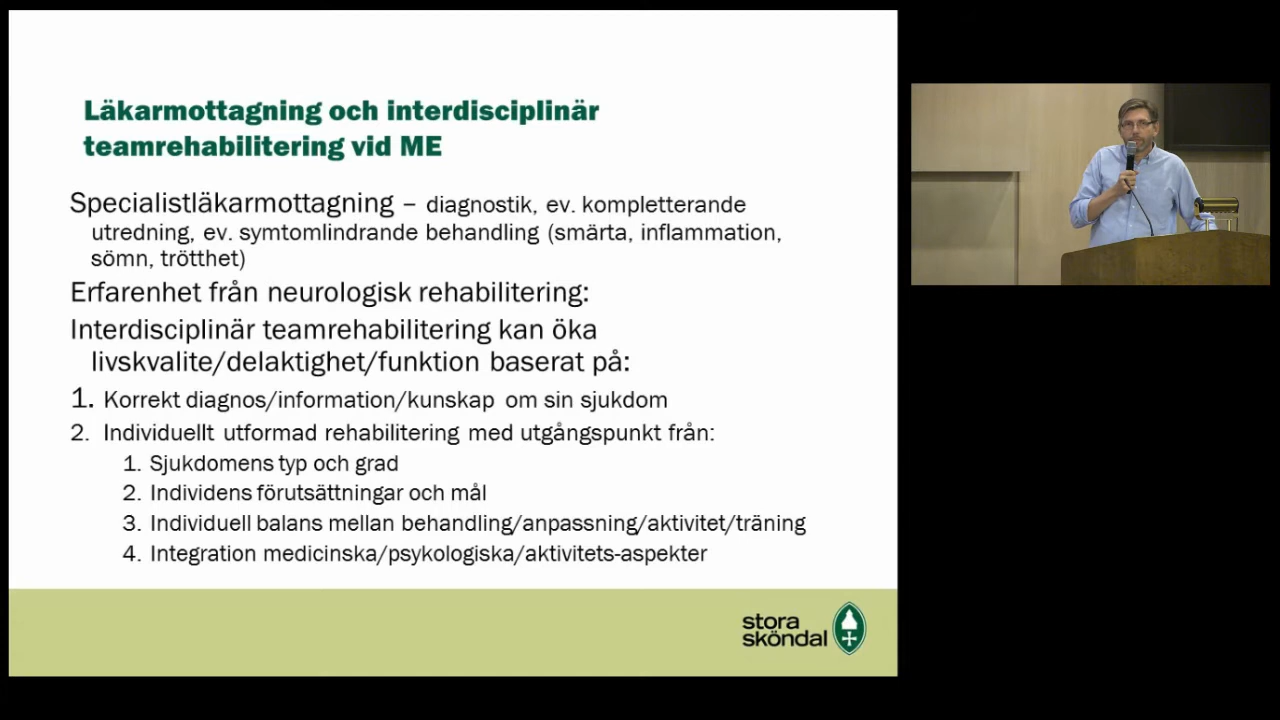 Läkarmottagning och interdisciplinär
teamrehabilitering vid ME
Specialistläkarmottagning – diagnostik, ev. kompletterande
utredning, ev. symtomlindrande behandling (smärta, inflammation,
sömn, trötthet)
Erfarenhet från neurologisk rehabilitering:
Interdisciplinär teamrehabilitering kan öka
livskvalite/delaktighet/funktion baserat på:
1. Korrekt diagnos/information/kunskap om sin sjukdom
2. Individuellt utformad rehabilitering med utgångspunkt från:
1. Sjukdomens typ och grad
2. Individens förutsättningar och mål
3. Individuell balans mellan behandling/anpassning/aktivitet/träning
4. Integration medicinska/psykologiska/aktivitets-aspekter
stora
sköndal